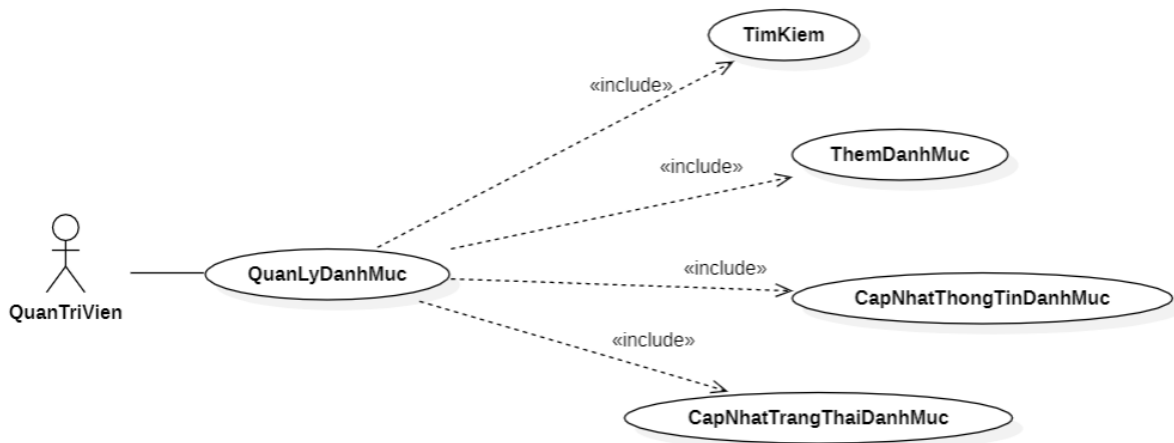 TimKiem
«include»
ThemDanhMuc
«include»
QuanLyDanhMuc
«include»
CapNhatThongTinDanhMuc
QuanTriVien
«include»
CapNhatTrangThaiDanhMuc